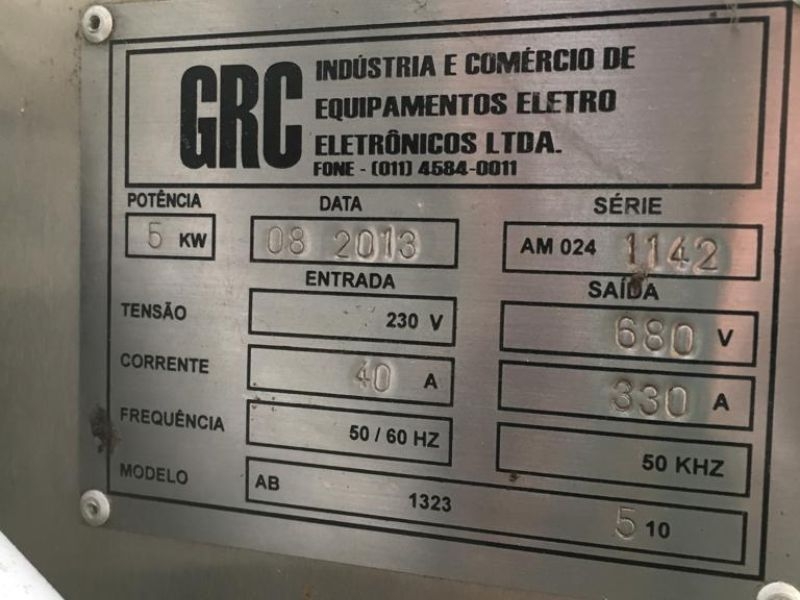 GRC
INDÚSTRIA E COMÉRCIO DE
EQUIPAMENTOS ELETRO
ELETRÔNICOS LTDA.
FONE - (011) 4584-0011
POTÊNCIA DATA SÉRIE
5 KW 08 2013 AM 024 1142
ENTRADA SAÍDA
TENSÃO 230 V 680 V
CORRENTE 40 A 330 A
FREQUÊNCIA 50 / 60 HZ 50 KHZ
MODELO AB 1323 5 10